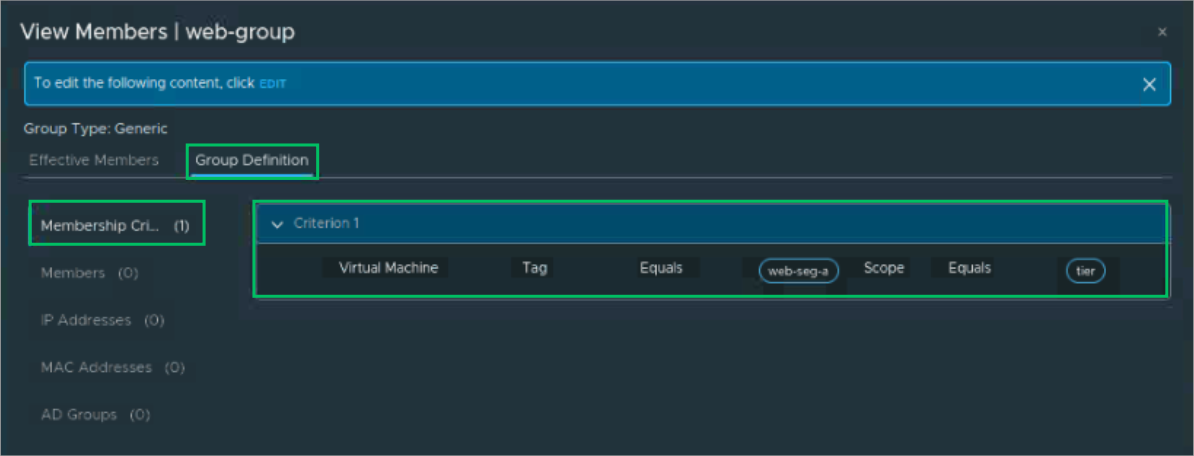 View Members | web-group
×
To edit the following content, click EDIT
Group Type: Generic
Effective Members Group Definition
Membership Cri... (1)
Criterion 1
Virtual Machine Tag Equals web-seg-a Scope Equals tier
Members (0)
IP Addresses (0)
MAC Addresses (0)
AD Groups (0)